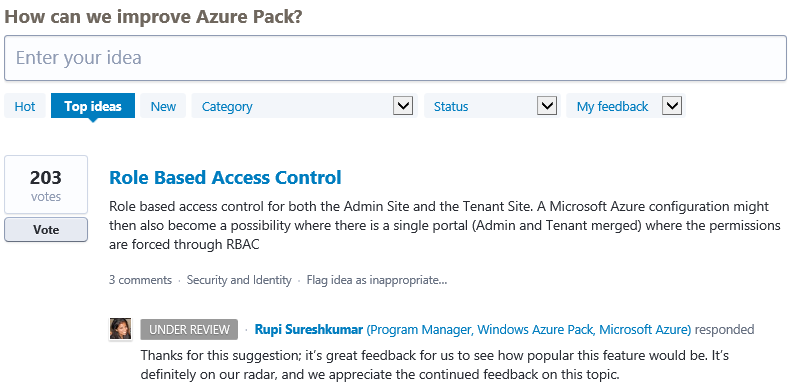 How can we improve Azure Pack?
Enter your idea
Hot Top ideas New Category Status My feedback
203
votes
Vote
Role Based Access Control
Role based access control for both the Admin Site and the Tenant Site. A Microsoft Azure configuration might
then also become a possibility where there is a single portal (Admin and Tenant merged) where the permissions
are forced through RBAC
3 comments · Security and Identity · Flag idea as inappropriate...
UNDER REVIEW · Rupi Sureshkumar (Program Manager, Windows Azure Pack, Microsoft Azure) responded
Thanks for this suggestion; it's great feedback for us to see how popular this feature would be. It's
definitely on our radar, and we appreciate the continued feedback on this topic.